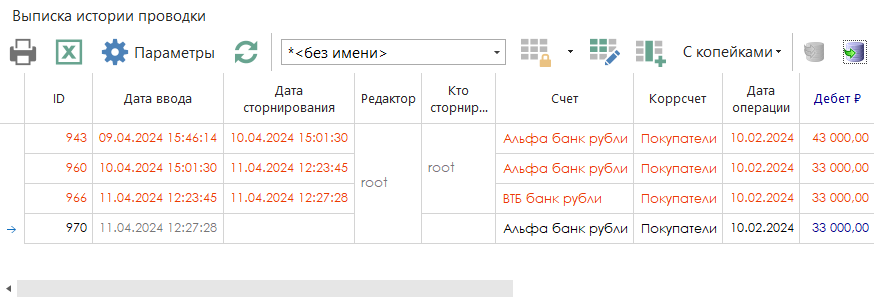 Выписка истории проводки
Параметры *<без имени> С копейками
ID Дата ввода Дата сторнирования Редактор Кто сторнир... Счет Коррсчет Дата операции Дебет ₽
943 09.04.2024 15:46:14 10.04.2024 15:01:30 root root Альфа банк рубли Покупатели 10.02.2024 43 000,00
960 10.04.2024 15:01:30 11.04.2024 12:23:45 Альфа банк рубли Покупатели 10.02.2024 33 000,00
966 11.04.2024 12:23:45 11.04.2024 12:27:28 ВТБ банк рубли Покупатели 10.02.2024 33 000,00
970 11.04.2024 12:27:28 Альфа банк рубли Покупатели 10.02.2024 33 000,00